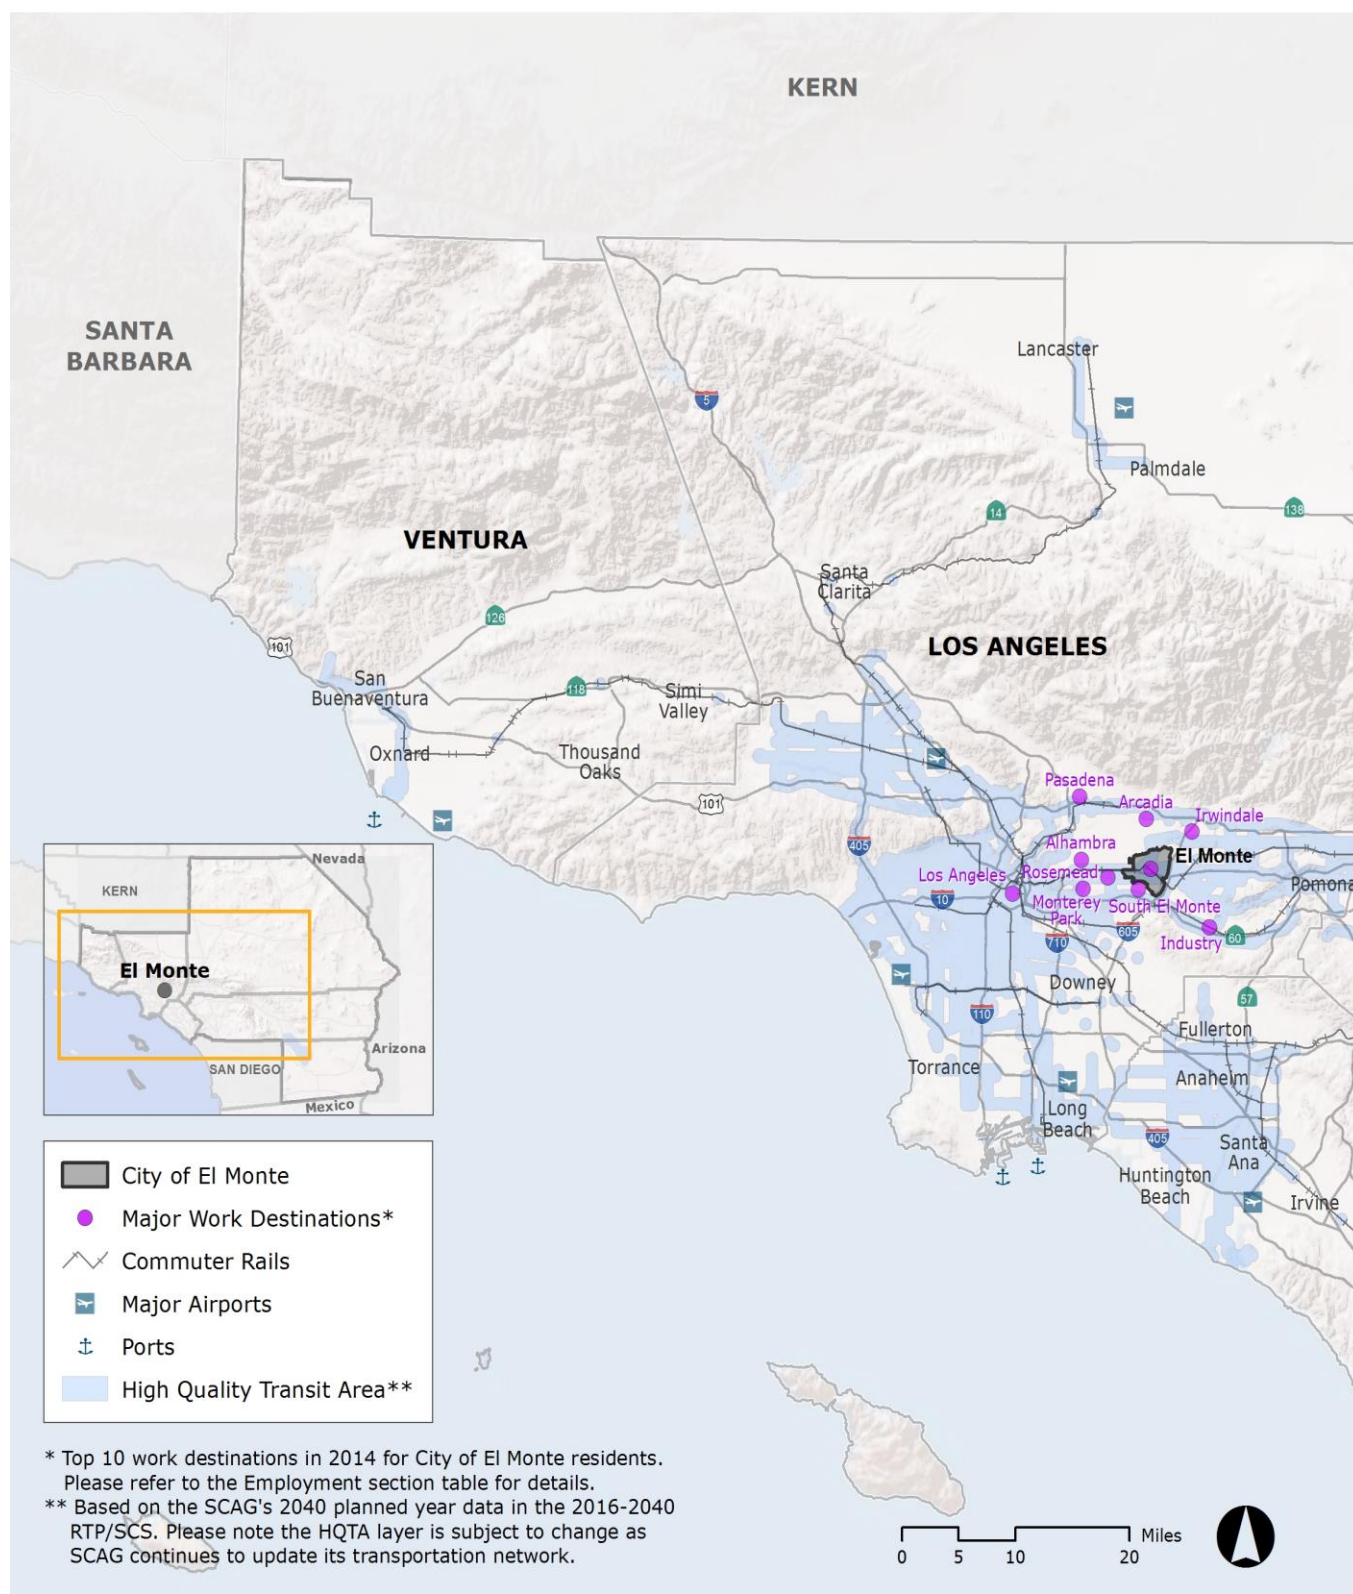 KERN
SANTA
BARBARA
Lancaster
5
Palmdale
14
138
VENTURA
Santa
Clarita
126
LOS ANGELES
101
San
Buenaventura
118
Simi
Valley
Oxnard
Thousand
Oaks
101
Pasadena
Arcadia
Irwindale
405
Alhambra
El Monte
Los Angeles
Rosemead
Pomona
10
Monterey
Park
South El Monte
605
710
60
Industry
Downey
57
110
Fullerton
Torrance
Anaheim
Long
Beach
405
Santa
Ana
Huntington
Beach
Irvine
Nevada
KERN
El Monte
Arizona
SAN DIEGO
Mexico
City of El Monte
Major Work Destinations*
Commuter Rails
Major Airports
Ports
High Quality Transit Area**
* Top 10 work destinations in 2014 for City of El Monte residents.
Please refer to the Employment section table for details.
** Based on the SCAG's 2040 planned year data in the 2016-2040
RTP/SCS. Please note the HQTA layer is subject to change as
SCAG continues to update its transportation network.
Miles
0 5 10 20